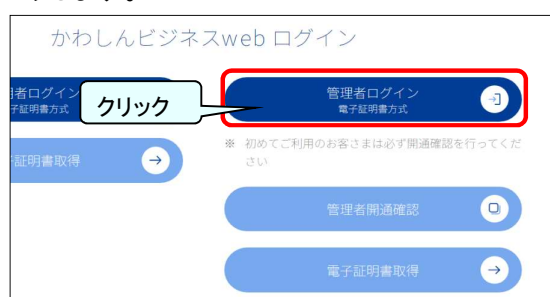 かわしんビジネスweb ログイン
者ログイン
子証明書方式
クリック
管理者ログイン
電子証明書方式
※ 初めてご利用のお客さまは必ず開通確認を行ってくだ
さい
証明書取得
管理者開通確認
電子証明書取得